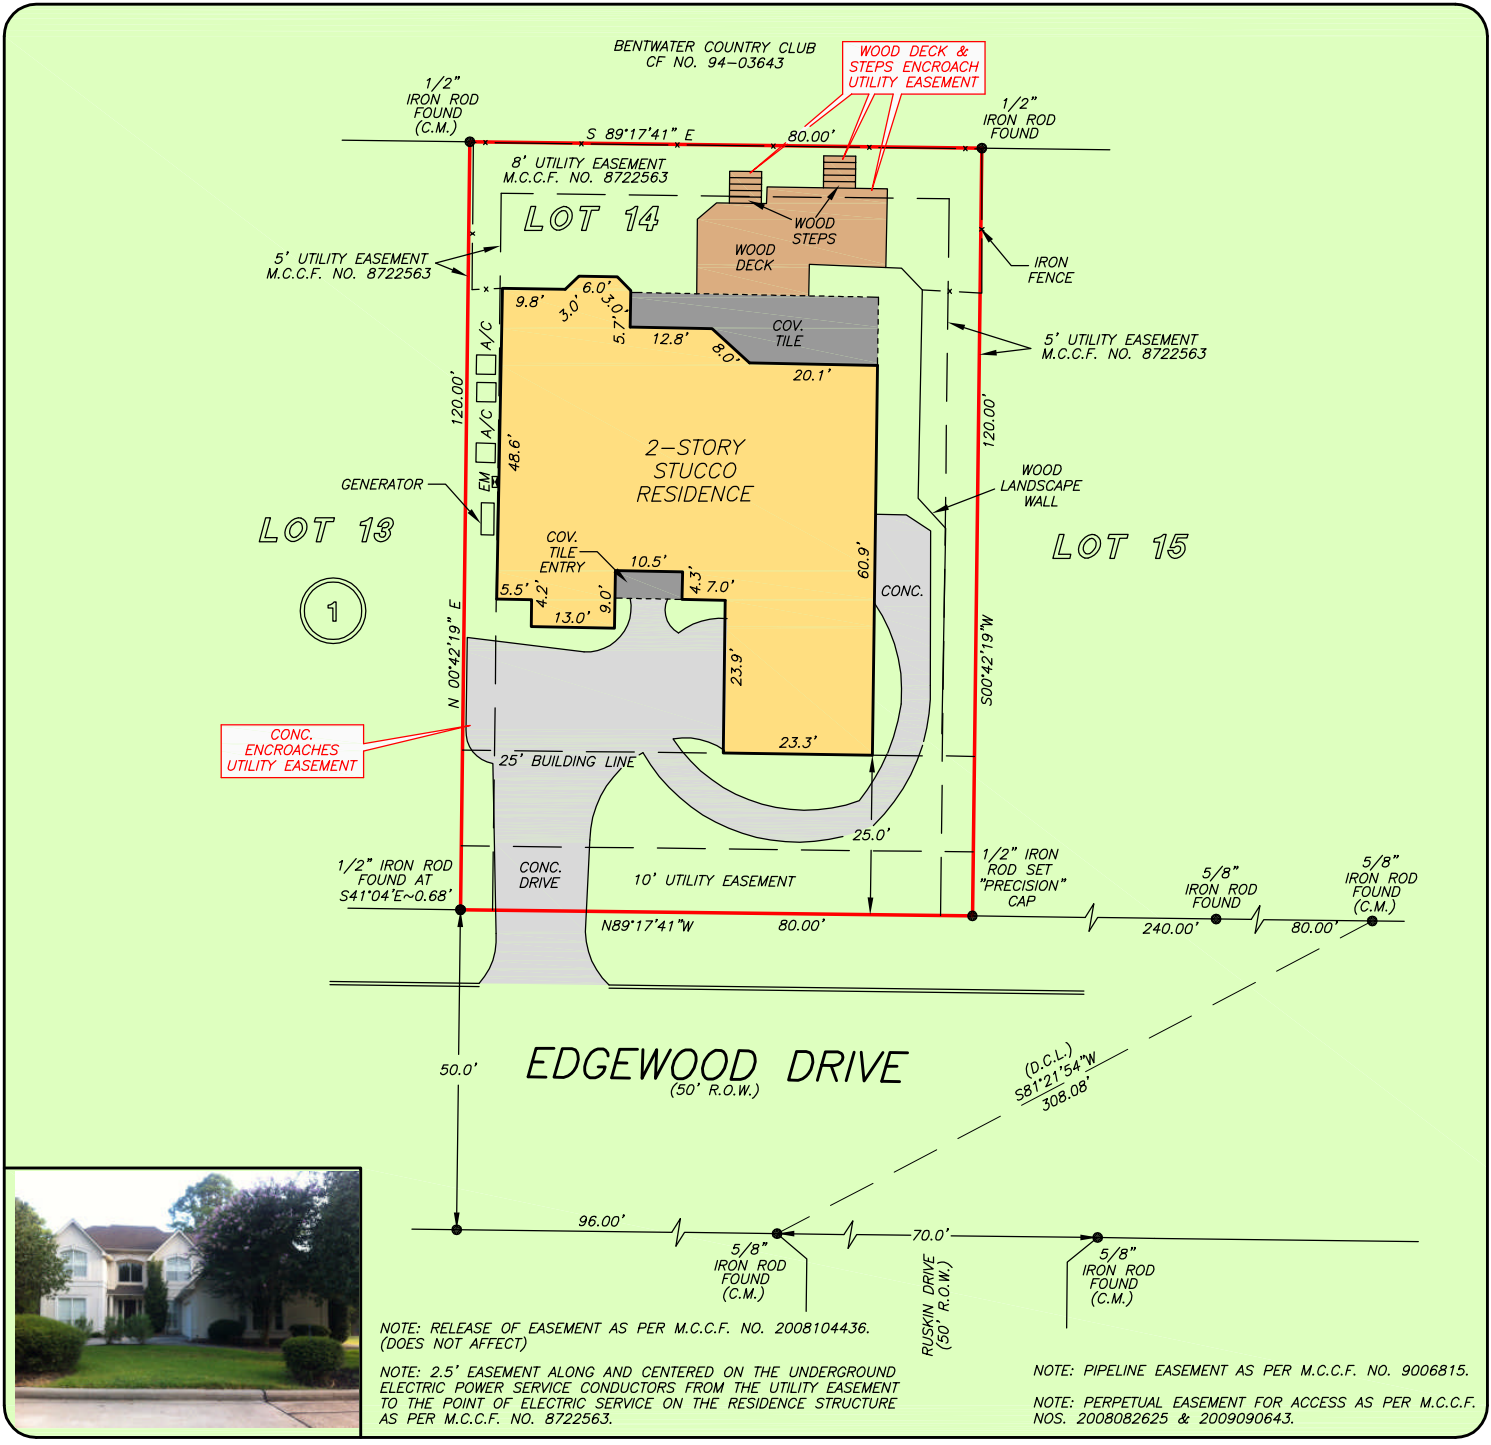 BENTWATER COUNTRY CLUB
CF NO. 94-03643
WOOD DECK &
STEPS ENCROACH
UTILITY EASEMENT
1/2"
IRON ROD
FOUND
(C.M.)
1/2"
IRON ROD
FOUND
S 89°17'41" E
80.00'
8' UTILITY EASEMENT
M.C.C.F. NO. 8722563
LOT 14
WOOD
STEPS
WOOD
DECK
5' UTILITY EASEMENT
M.C.C.F. NO. 8722563
IRON
FENCE
9.8'
3.0'
6.0'
3.0'
5.7'
12.8'
8.0'
20.1'
COV.
TILE
5' UTILITY EASEMENT
M.C.C.F. NO. 8722563
A/C
A/C
EM
120.00'
48.6'
120.00'
2-STORY
STUCCO
RESIDENCE
GENERATOR
WOOD
LANDSCAPE
WALL
LOT 13
LOT 15
1
COV.
TILE
ENTRY
10.5'
4.3'
7.0'
5.5'
4.2'
13.0'
9.0'
60.9'
CONC.
N 00°42'19" E
S00°42'19"W
23.9'
23.3'
CONC.
ENCROACHES
UTILITY EASEMENT
25' BUILDING LINE
25.0'
1/2" IRON ROD
FOUND AT
S41°04'E~0.68'
CONC.
DRIVE
10' UTILITY EASEMENT
1/2" IRON
ROD SET
"PRECISION"
CAP
5/8"
IRON ROD
FOUND
5/8"
IRON ROD
FOUND
(C.M.)
N89°17'41"W
80.00'
240.00'
80.00'
50.0'
EDGEWOOD DRIVE
(50' R.O.W.)
(D.C.L.)
S81°21'54"W
308.08'
96.00'
70.0'
5/8"
IRON ROD
FOUND
(C.M.)
RUSKIN DRIVE
(50' R.O.W.)
5/8"
IRON ROD
FOUND
(C.M.)
NOTE: RELEASE OF EASEMENT AS PER M.C.C.F. NO. 2008104436.
(DOES NOT AFFECT)
NOTE: 2.5' EASEMENT ALONG AND CENTERED ON THE UNDERGROUND
ELECTRIC POWER SERVICE CONDUCTORS FROM THE UTILITY EASEMENT
TO THE POINT OF ELECTRIC SERVICE ON THE RESIDENCE STRUCTURE
AS PER M.C.C.F. NO. 8722563.
NOTE: PIPELINE EASEMENT AS PER M.C.C.F. NO. 9006815.
NOTE: PERPETUAL EASEMENT FOR ACCESS AS PER M.C.C.F.
NOS. 2008082625 & 2009090643.